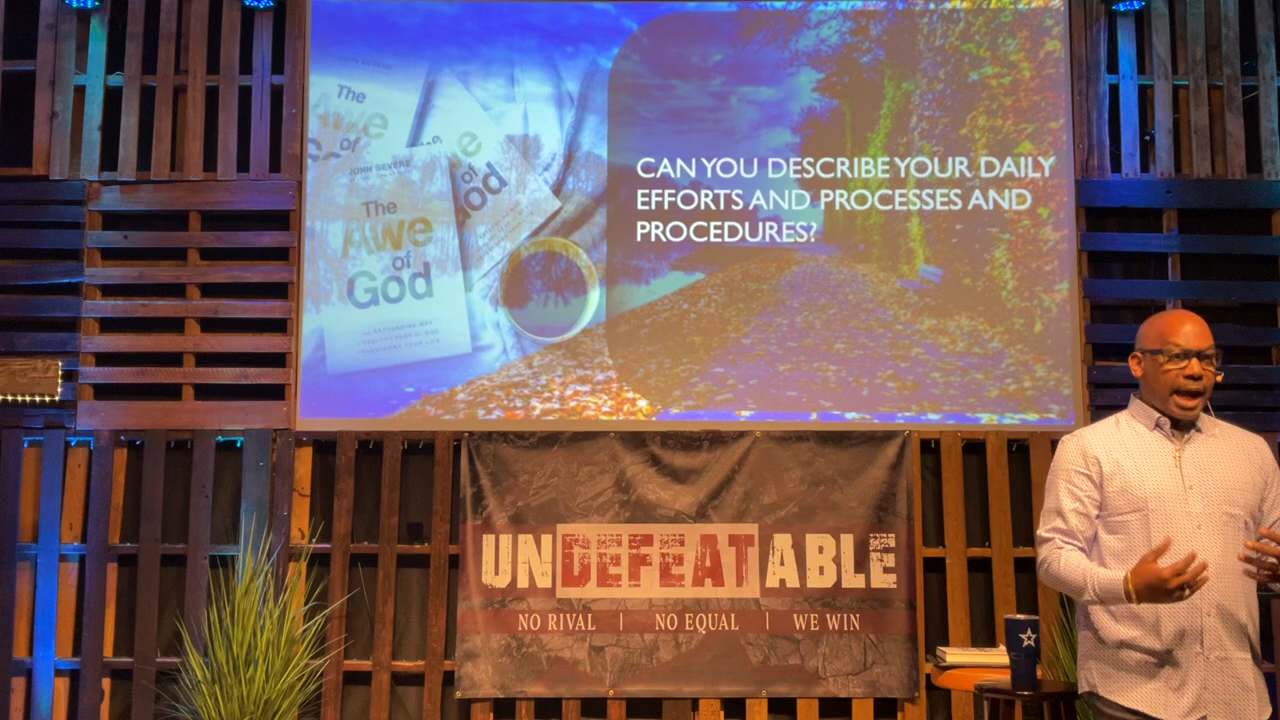 The
Awe
of
JOHN BEVERE
The
Awe
of
God
of
God
CAN YOU DESCRIBE YOUR DAILY
EFFORTS AND PROCESSES AND
PROCEDURES?
UNDEFEATABLE
NO RIVAL | NO EQUAL | WE WIN